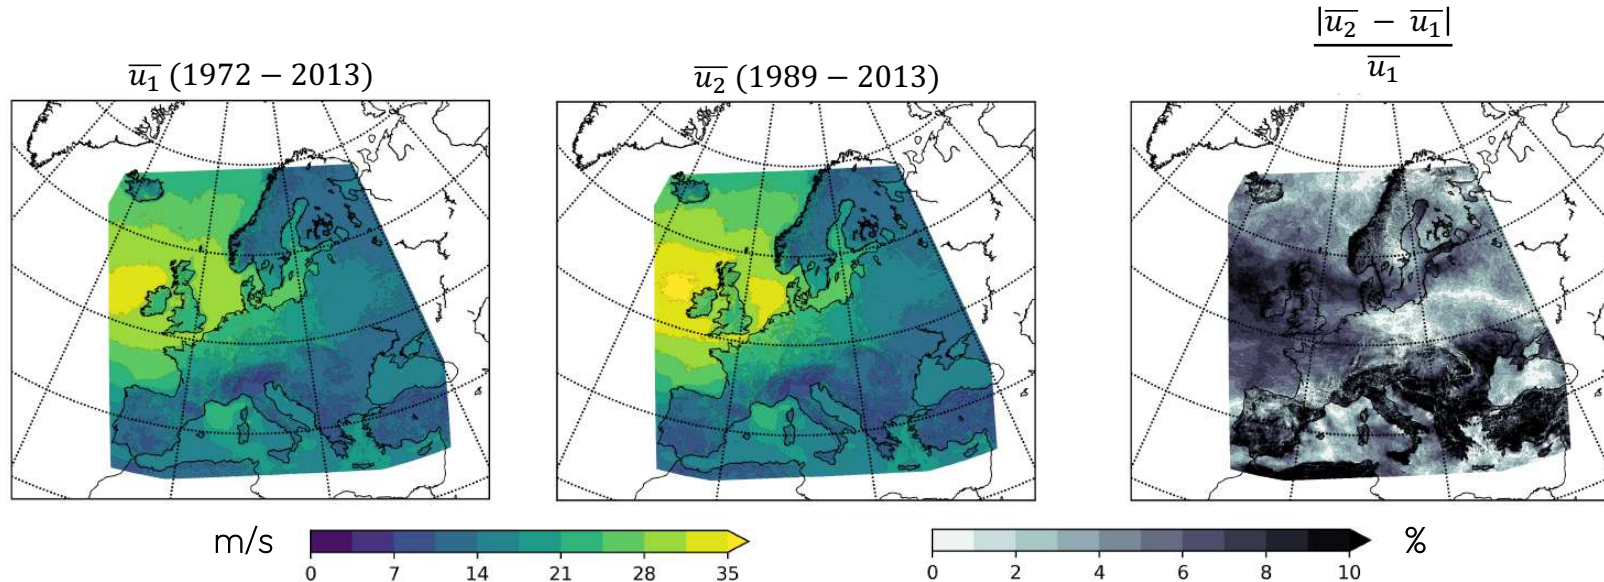 u̅₁ (1972 – 2013)
u̅₂ (1989 – 2013)
|u̅₂ – u̅₁|
u̅₁
m/s
0 7 14 21 28 35
0 2 4 6 8 10
%